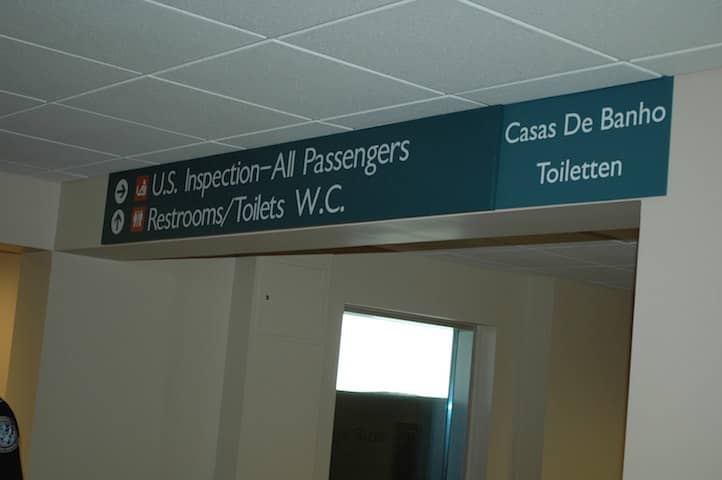 U.S. Inspection-All Passengers
Restrooms/Toilets W.C.
Casas De Banho
Toiletten